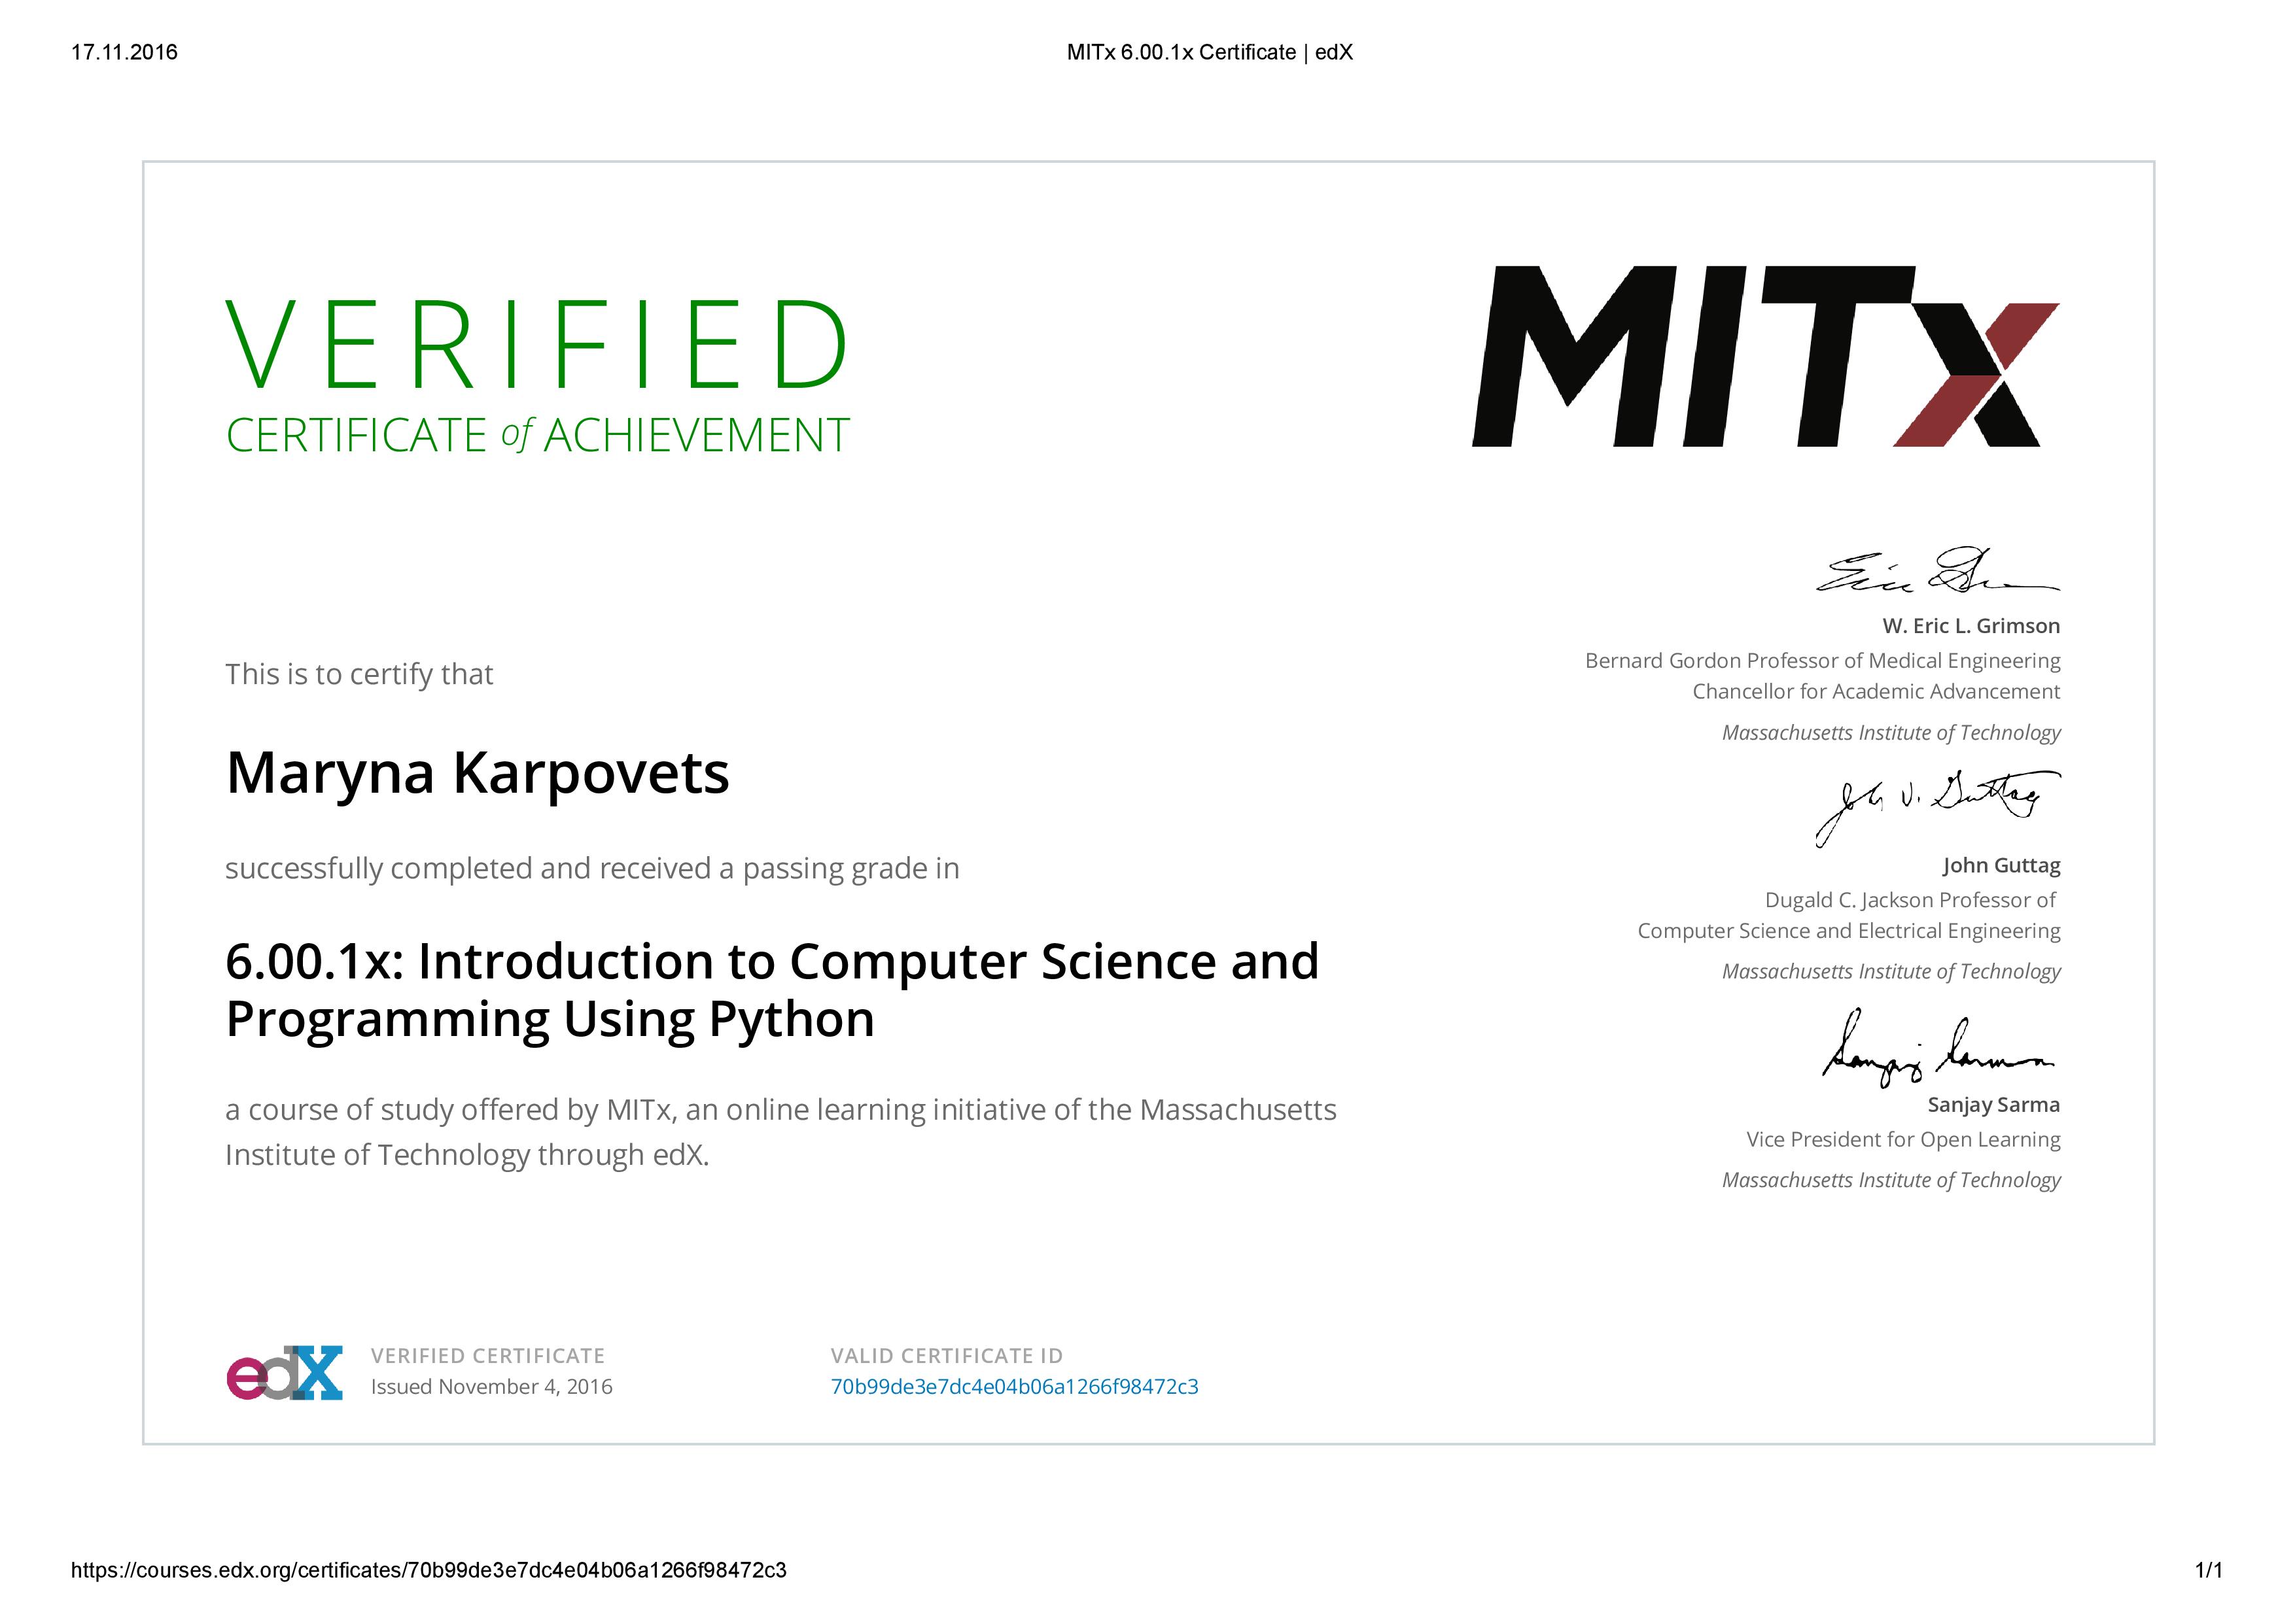 17.11.2016
MITx 6.00.1x Certificate | edX
VERIFIED
CERTIFICATE of ACHIEVEMENT
MITx
This is to certify that
Maryna Karpovets
successfully completed and received a passing grade in
6.00.1x: Introduction to Computer Science and
Programming Using Python
a course of study offered by MITx, an online learning initiative of the Massachusetts
Institute of Technology through edX.
W. Eric L. Grimson
Bernard Gordon Professor of Medical Engineering
Chancellor for Academic Advancement
Massachusetts Institute of Technology
John V. Guttag
John Guttag
Dugald C. Jackson Professor of
Computer Science and Electrical Engineering
Massachusetts Institute of Technology
Sanjay Sarma
Sanjay Sarma
Vice President for Open Learning
Massachusetts Institute of Technology
edX
VERIFIED CERTIFICATE
Issued November 4, 2016
VALID CERTIFICATE ID
70b99de3e7dc4e04b06a1266f98472c3
https://courses.edx.org/certificates/70b99de3e7dc4e04b06a1266f98472c3
1/1